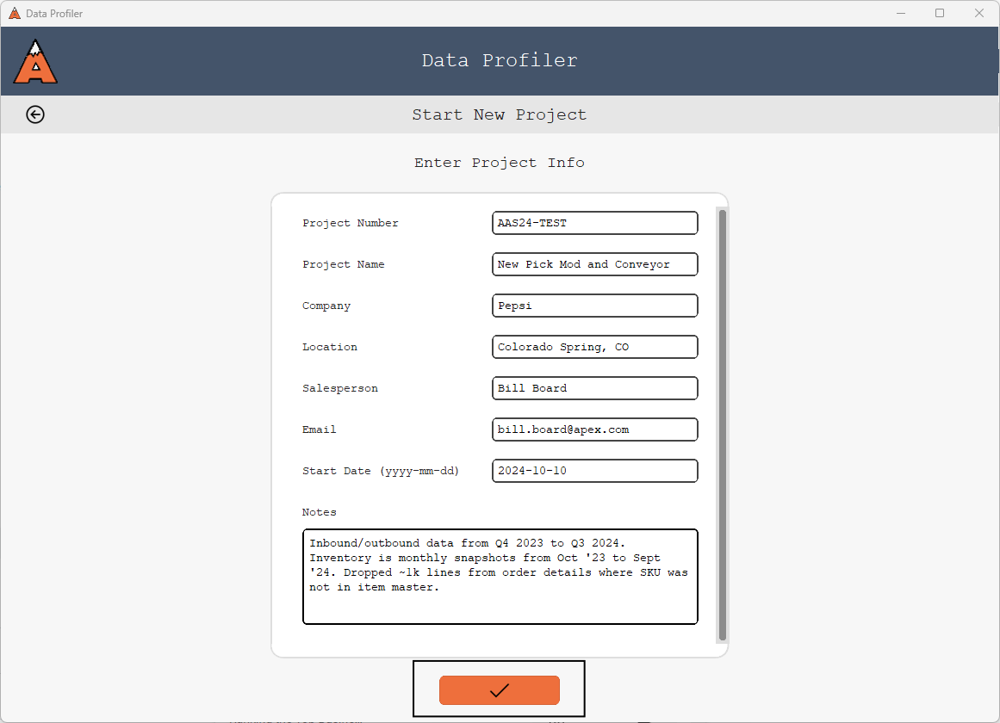 Data Profiler
Data Profiler
Start New Project
Enter Project Info
Project Number AAS24-TEST
Project Name New Pick Mod and Conveyor
Company Pepsi
Location Colorado Spring, CO
Salesperson Bill Board
Email bill.board@apex.com
Start Date (yyyy-mm-dd) 2024-10-10
Notes
Inbound/outbound data from Q4 2023 to Q3 2024.
Inventory is monthly snapshots from Oct '23 to Sept
'24. Dropped ~1k lines from order details where SKU was
not in item master.